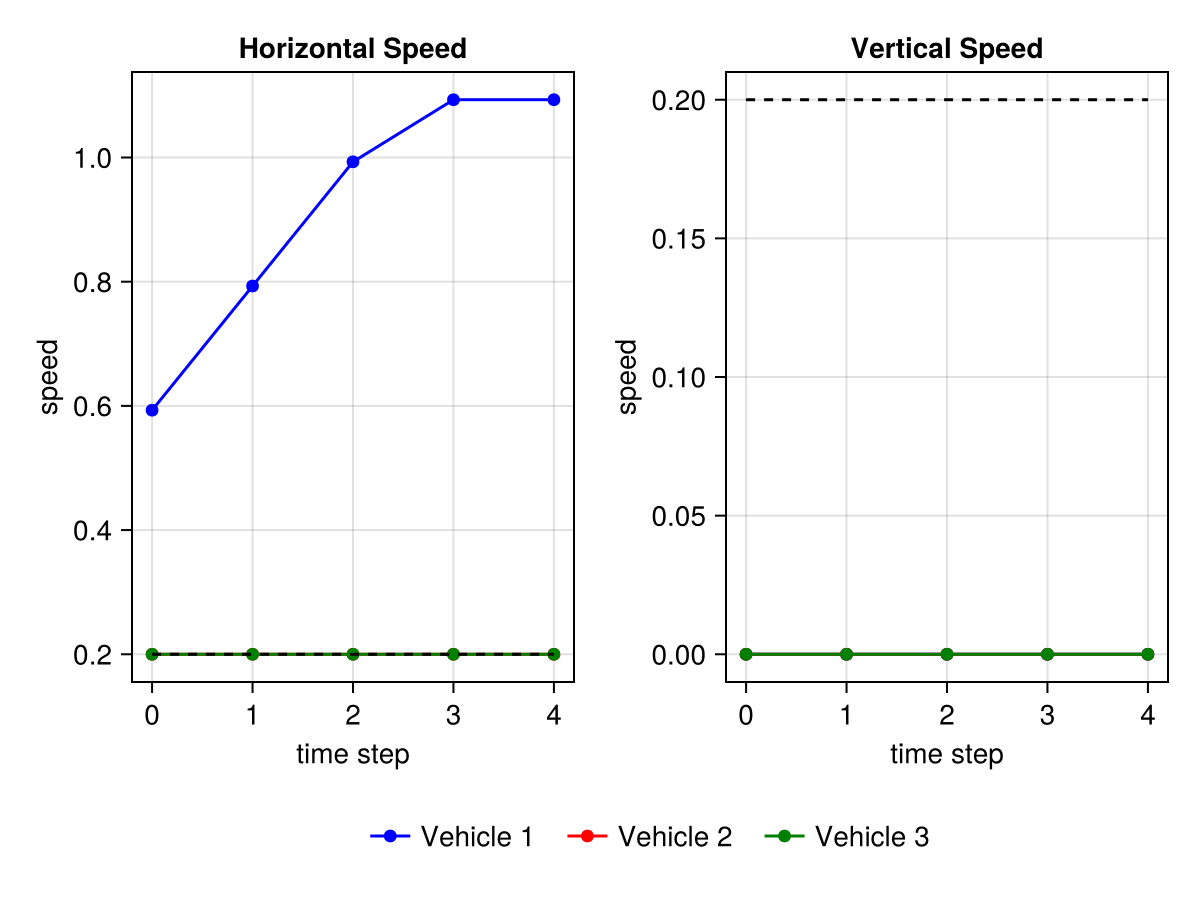 Horizontal Speed
1.0
0.8
0.6
0.4
0.2
speed
0 1 2 3 4
time step
Vertical Speed
0.20
0.15
0.10
0.05
0.00
speed
0 1 2 3 4
time step
Vehicle 1 Vehicle 2 Vehicle 3